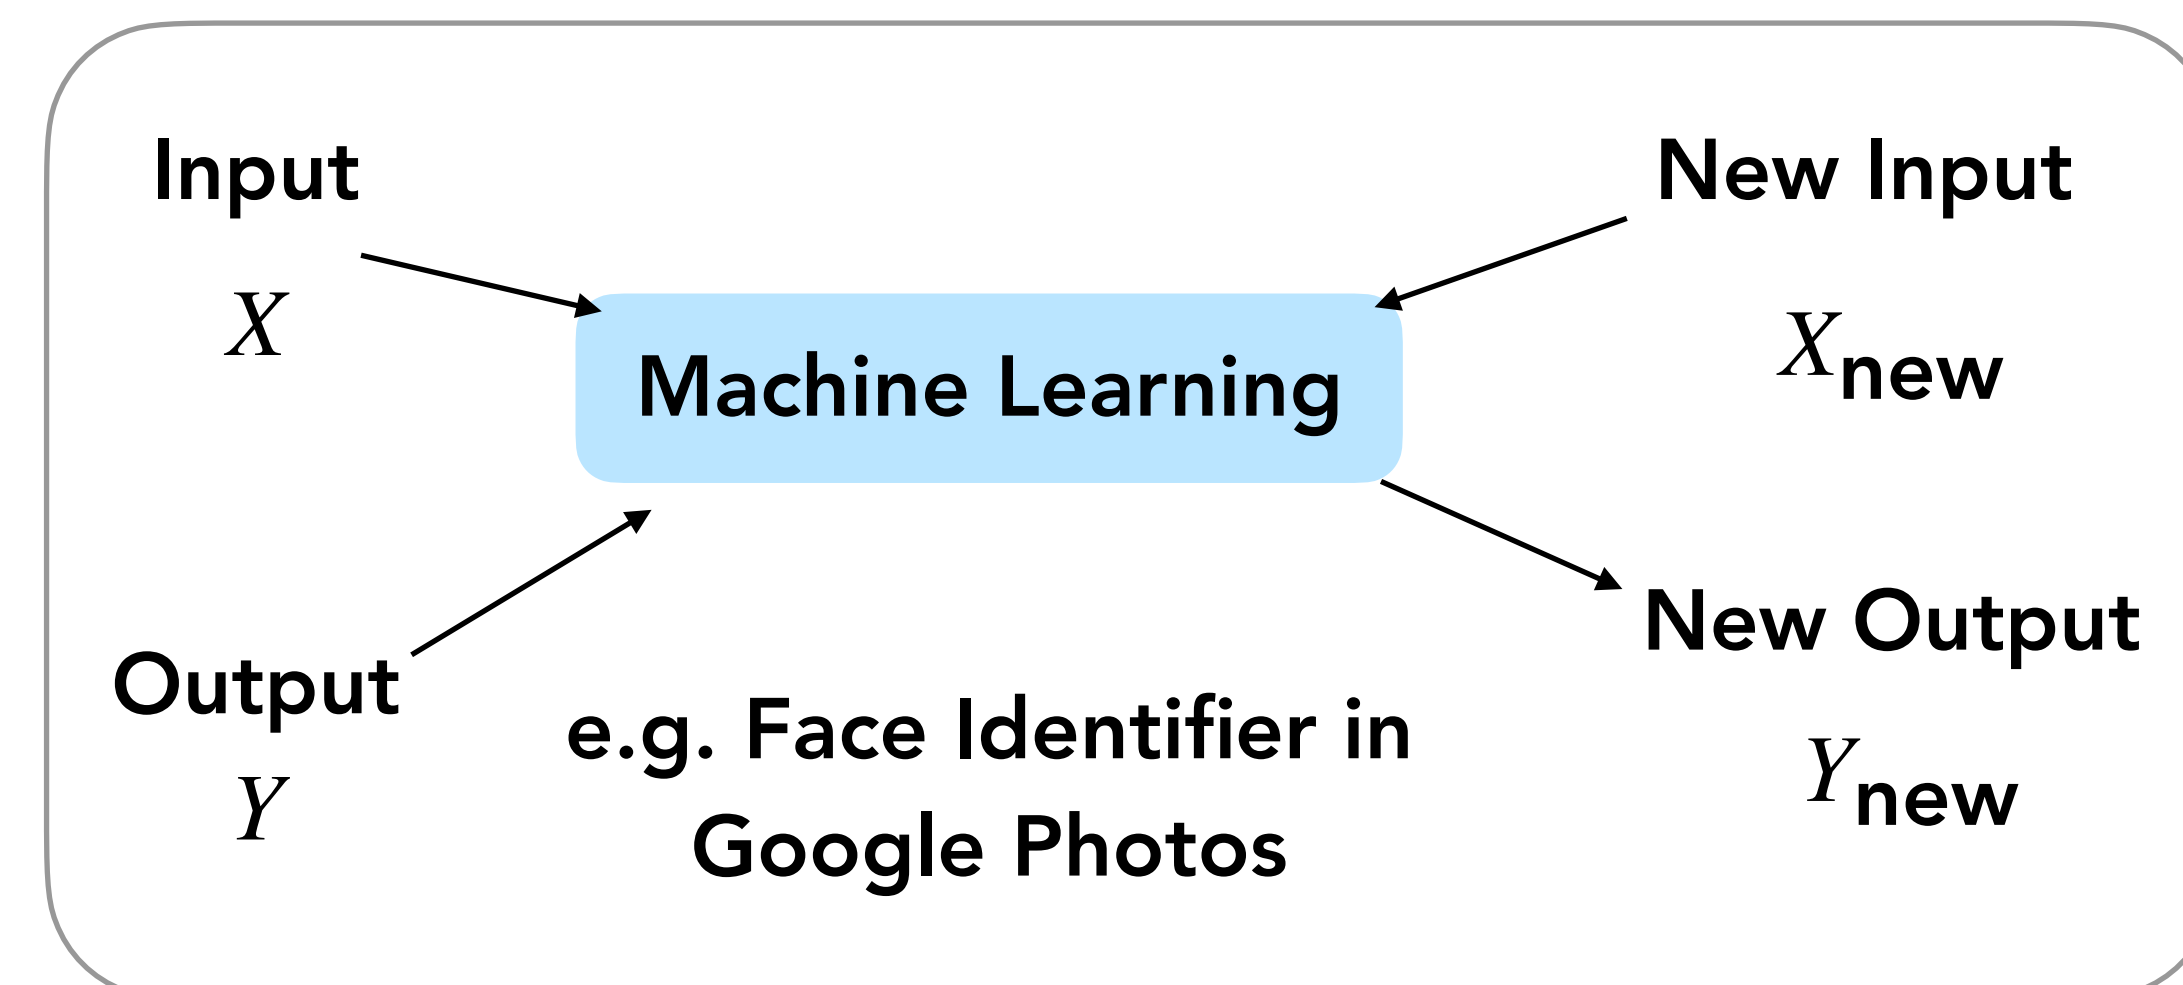 Input
X
Output
Y
Machine Learning
e.g. Face Identifier in
Google Photos
New Input
Xnew
New Output
Ynew